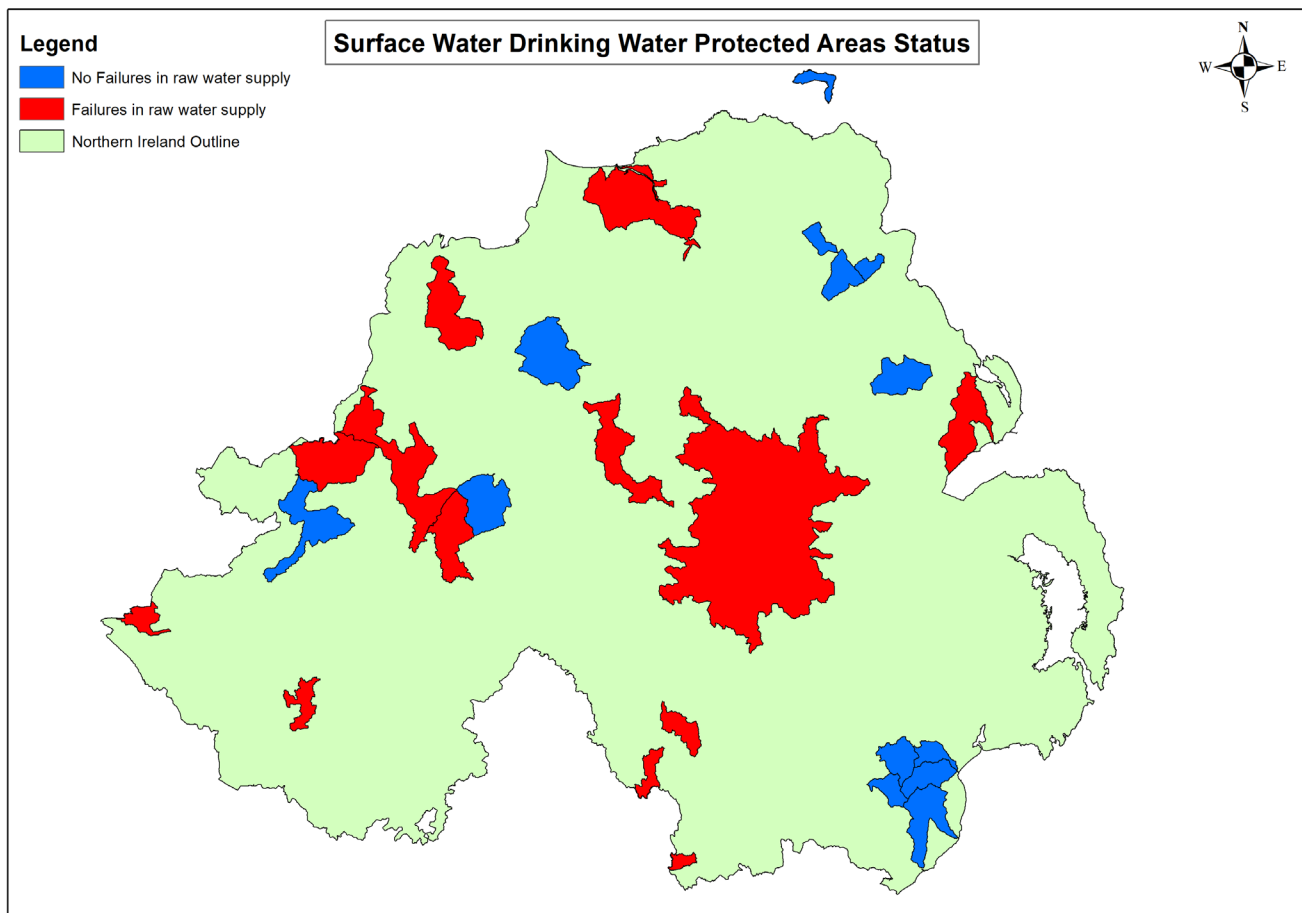 Surface Water Drinking Water Protected Areas Status
Legend
No Failures in raw water supply
Failures in raw water supply
Northern Ireland Outline
N
W E
S